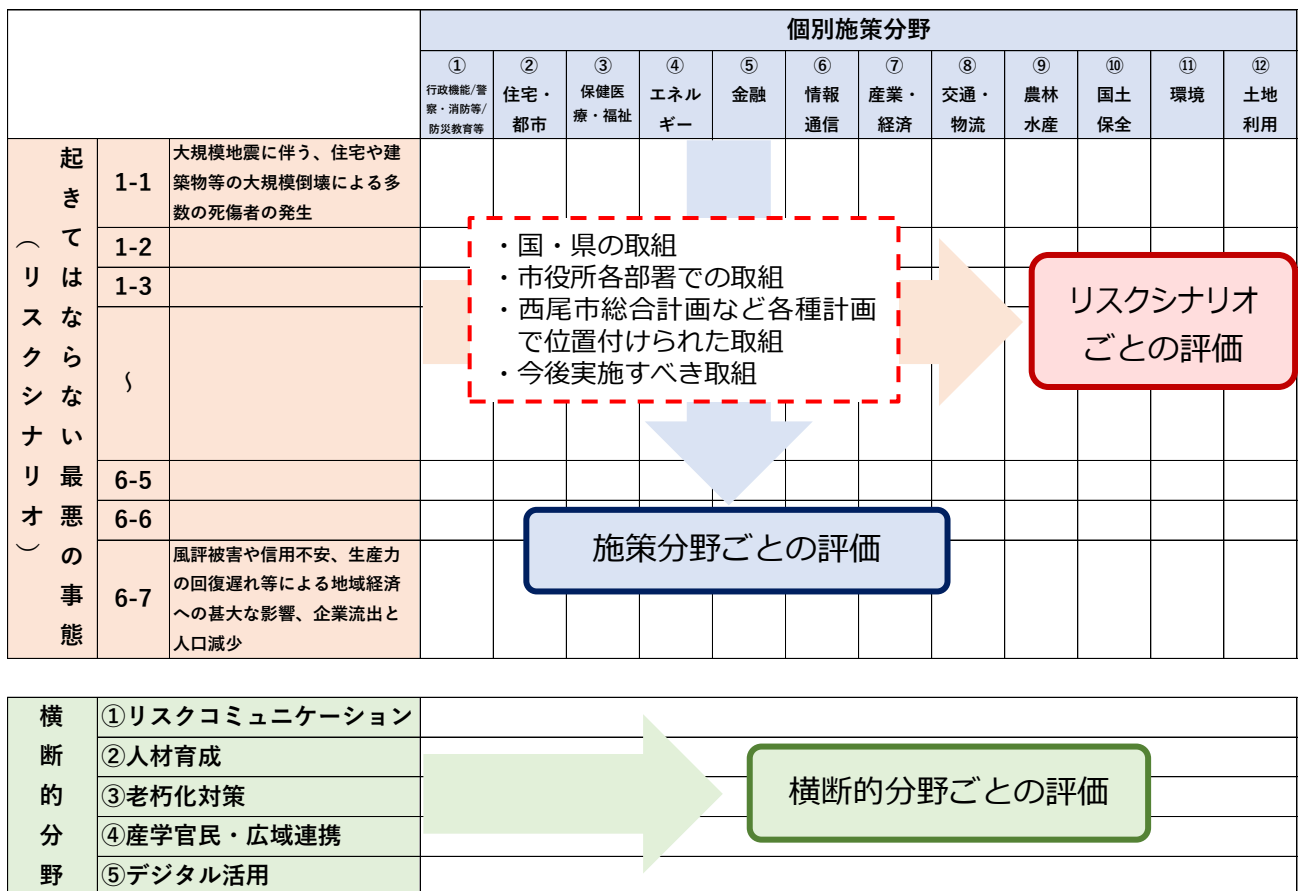 個別施策分野
①
行政機能/警
察・消防等/
防災教育等
②
住宅・
都市
③
保健医
療・福祉
④
エネル
ギー
⑤
金融
⑥
情報
通信
⑦
産業・
経済
⑧
交通・
物流
⑨
農林
水産
⑩
国土
保全
⑪
環境
⑫
土地
利用
起きてはならない最悪の事態
（リスクシナリオ）
1-1
大規模地震に伴う、住宅や建
築物等の大規模倒壊による多
数の死傷者の発生
1-2
1-3
～
6-5
6-6
6-7
風評被害や信用不安、生産力
の回復遅れ等による地域経済
への甚大な影響、企業流出と
人口減少
・国・県の取組
・市役所各部署での取組
・西尾市総合計画など各種計画
で位置付けられた取組
・今後実施すべき取組
リスクシナリオ
ごとの評価
施策分野ごとの評価
横断的分野
①リスクコミュニケーション
②人材育成
③老朽化対策
④産学官民・広域連携
⑤デジタル活用
横断的分野ごとの評価